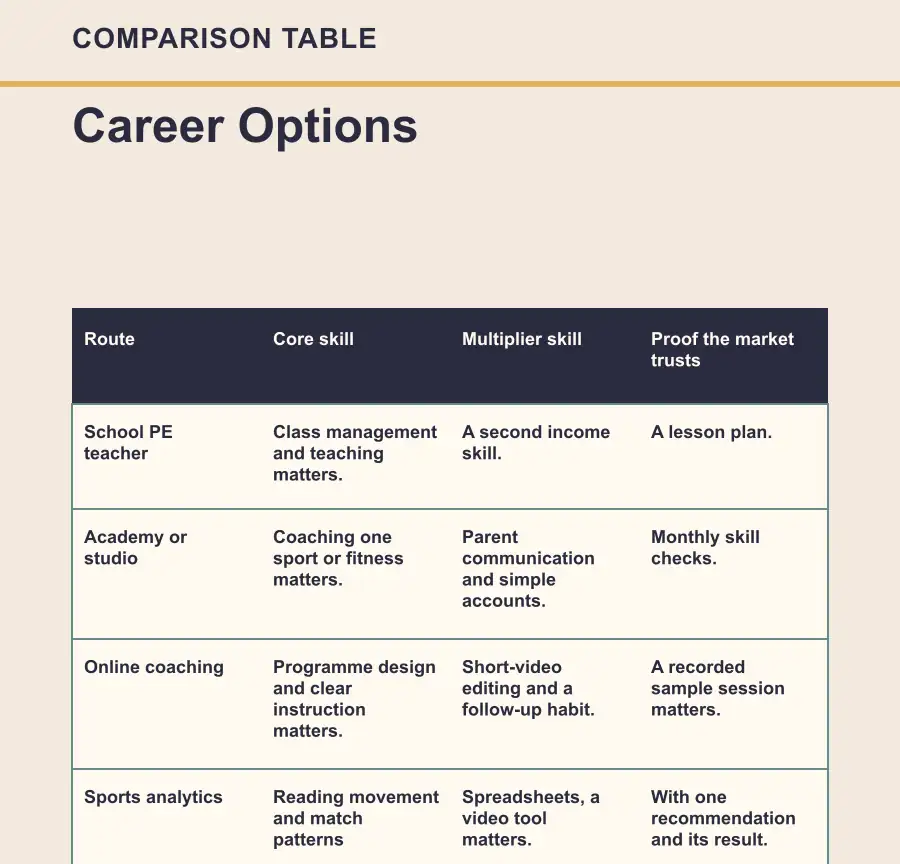 COMPARISON TABLE
Career Options
Route
Core skill
Multiplier skill
Proof the market
trusts
School PE
teacher
Class management
and teaching
matters.
A second income
skill.
A lesson plan.
Academy or
studio
Coaching one
sport or fitness
matters.
Parent
communication
and simple
accounts.
Monthly skill
checks.
Online coaching
Programme design
and clear
instruction
matters.
Short-video
editing and a
follow-up habit.
A recorded
sample session
matters.
Sports analytics
Reading movement
and match
patterns
Spreadsheets, a
video tool
matters.
With one
recommendation
and its result.